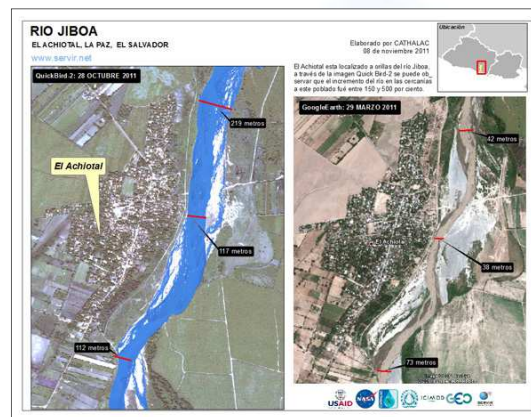 RIO JIBOA
EL ACHIOTAL, LA PAZ, EL SALVADOR
www.servir.net
Ubicación
Elaborado por CATHALAC
08 de noviembre 2011
El Achiotal esta localizado a orillas del río Jiboa,
a través de la imagen Quick Bird-2 se puede ob_
servar que el incremento del río en las cercanías
a este poblado fué entre 150 y 500 por ciento.
QuickBird-2: 28 OCTUBRE 2011
219 metros
El Achiotal
117 metros
112 metros
GoogleEarth: 29 MARZO 2011
42 metros
El Achiotal
38 metros
73 metros
USAID
NASA
ICIMOD
GEO
SERVIR